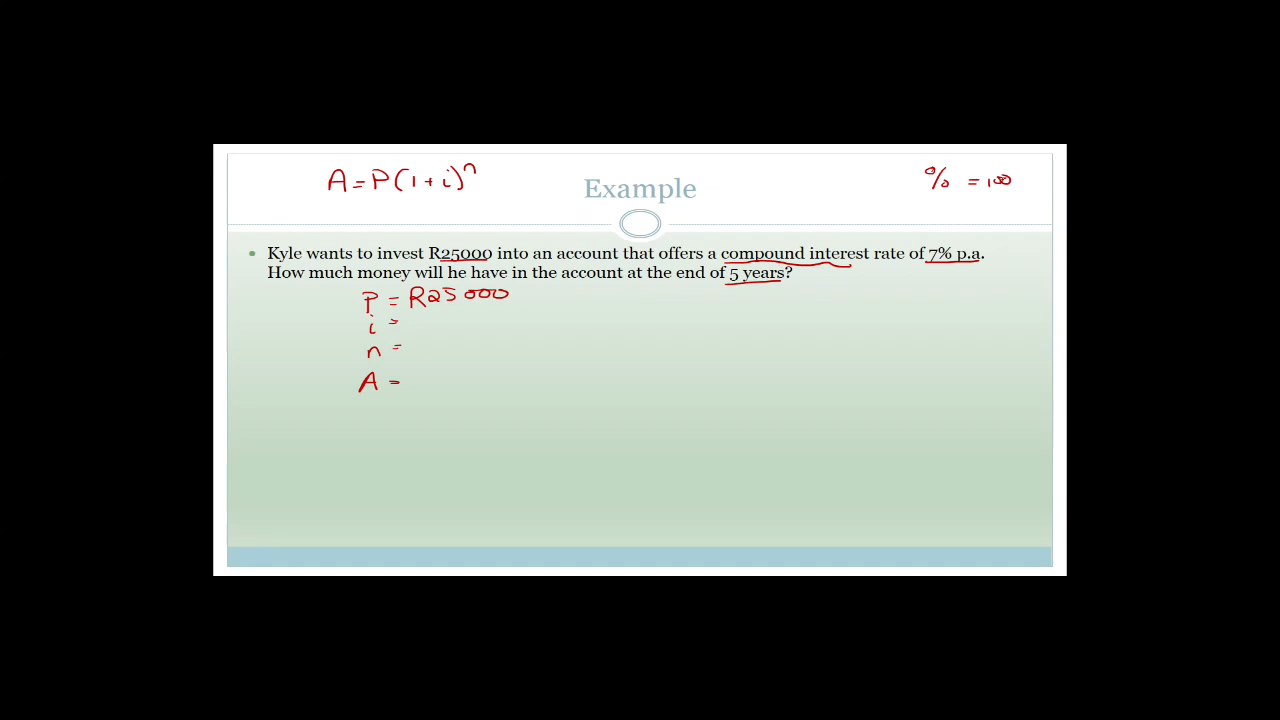 A = P(1 + i)^n
Example
% = 100
Kyle wants to invest R25000 into an account that offers a compound interest rate of 7% p.a.
How much money will he have in the account at the end of 5 years?
P = R25 000
i =
n =
A =